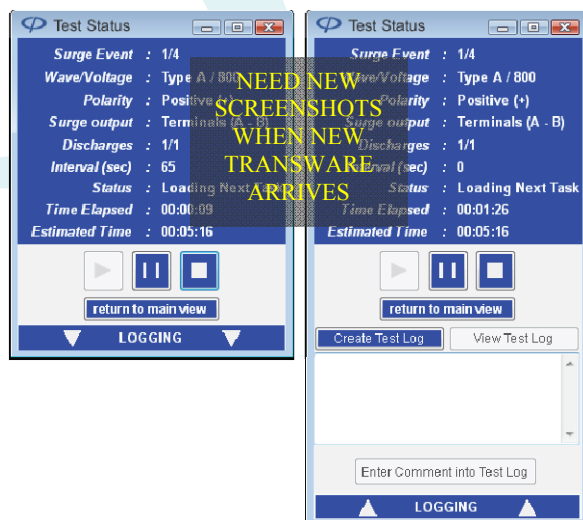 Test Status
Surge Event : 1/4
Wave/Voltage : Type A / 800
Polarity : Positive (+)
Surge output : Terminals (A - B)
Discharges : 1/1
Interval (sec) : 65
Status : Loading Next Task
Time Elapsed : 00:00:09
Estimated Time : 00:05:16
return to main view
LOGGING
NEED NEW
SCREENSHOTS
WHEN NEW
TRANSWARE
ARRIVES
Test Status
Surge Event : 1/4
Wave/Voltage : Type A / 800
Polarity : Positive (+)
Surge output : Terminals (A - B)
Discharges : 1/1
Interval (sec) : 0
Status : Loading Next Task
Time Elapsed : 00:01:26
Estimated Time : 00:05:16
return to main view
Create Test Log View Test Log
Enter Comment into Test Log
LOGGING